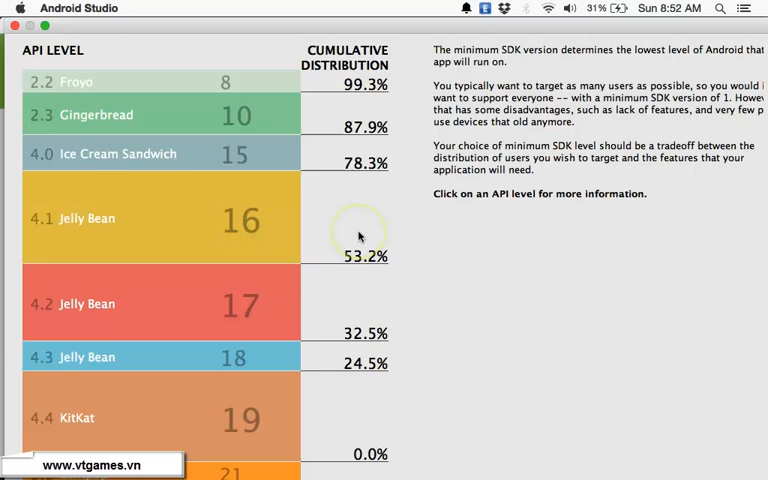 Android Studio
31%
Sun 8:52 AM
API LEVEL
CUMULATIVE
DISTRIBUTION
2.2 Froyo 8
99.3%
2.3 Gingerbread 10
87.9%
4.0 Ice Cream Sandwich 15
78.3%
4.1 Jelly Bean 16
53.2%
4.2 Jelly Bean 17
32.5%
4.3 Jelly Bean 18
24.5%
4.4 KitKat 19
0.0%
21
The minimum SDK version determines the lowest level of Android that
app will run on.
You typically want to target as many users as possible, so you would i
want to support everyone -- with a minimum SDK version of 1. Howev
that has some disadvantages, such as lack of features, and very few p
use devices that old anymore.
Your choice of minimum SDK level should be a tradeoff between the
distribution of users you wish to target and the features that your
application will need.
Click on an API level for more information.
www.vtgames.vn